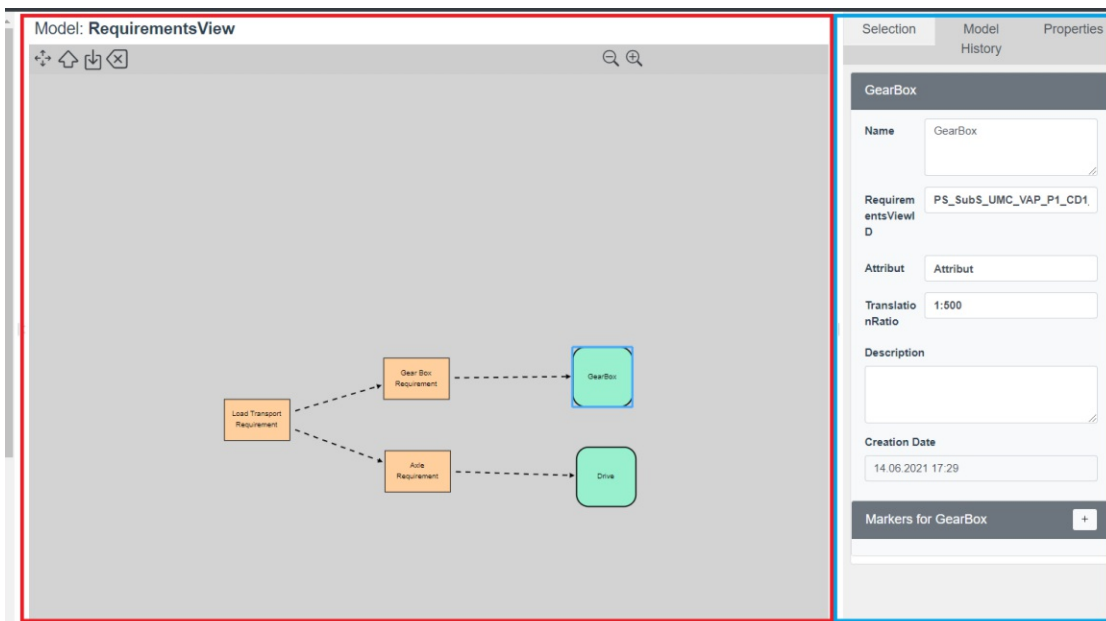 Model: RequirementsView
Gear Box
Requirement
GearBox
Load Transport
Requirement
Axle
Requirement
Drive
Selection
Model
History
Properties
GearBox
Name
GearBox
Requirem
entsViewI
D
PS_SubS_UMC_VAP_P1_CD1_
Attribut
Attribut
Translatio
nRatio
1:500
Description
Creation Date
14.06.2021 17:29
Markers for GearBox
+